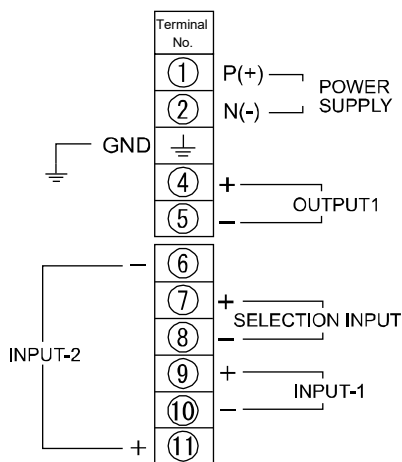 Terminal
No.
① P(+)
POWER
SUPPLY
② N(-)
GND
④ +
OUTPUT1
⑤ −
− ⑥
⑦ +
SELECTION INPUT
⑧ −
INPUT-2
⑨ +
INPUT-1
⑩ −
+ ⑪